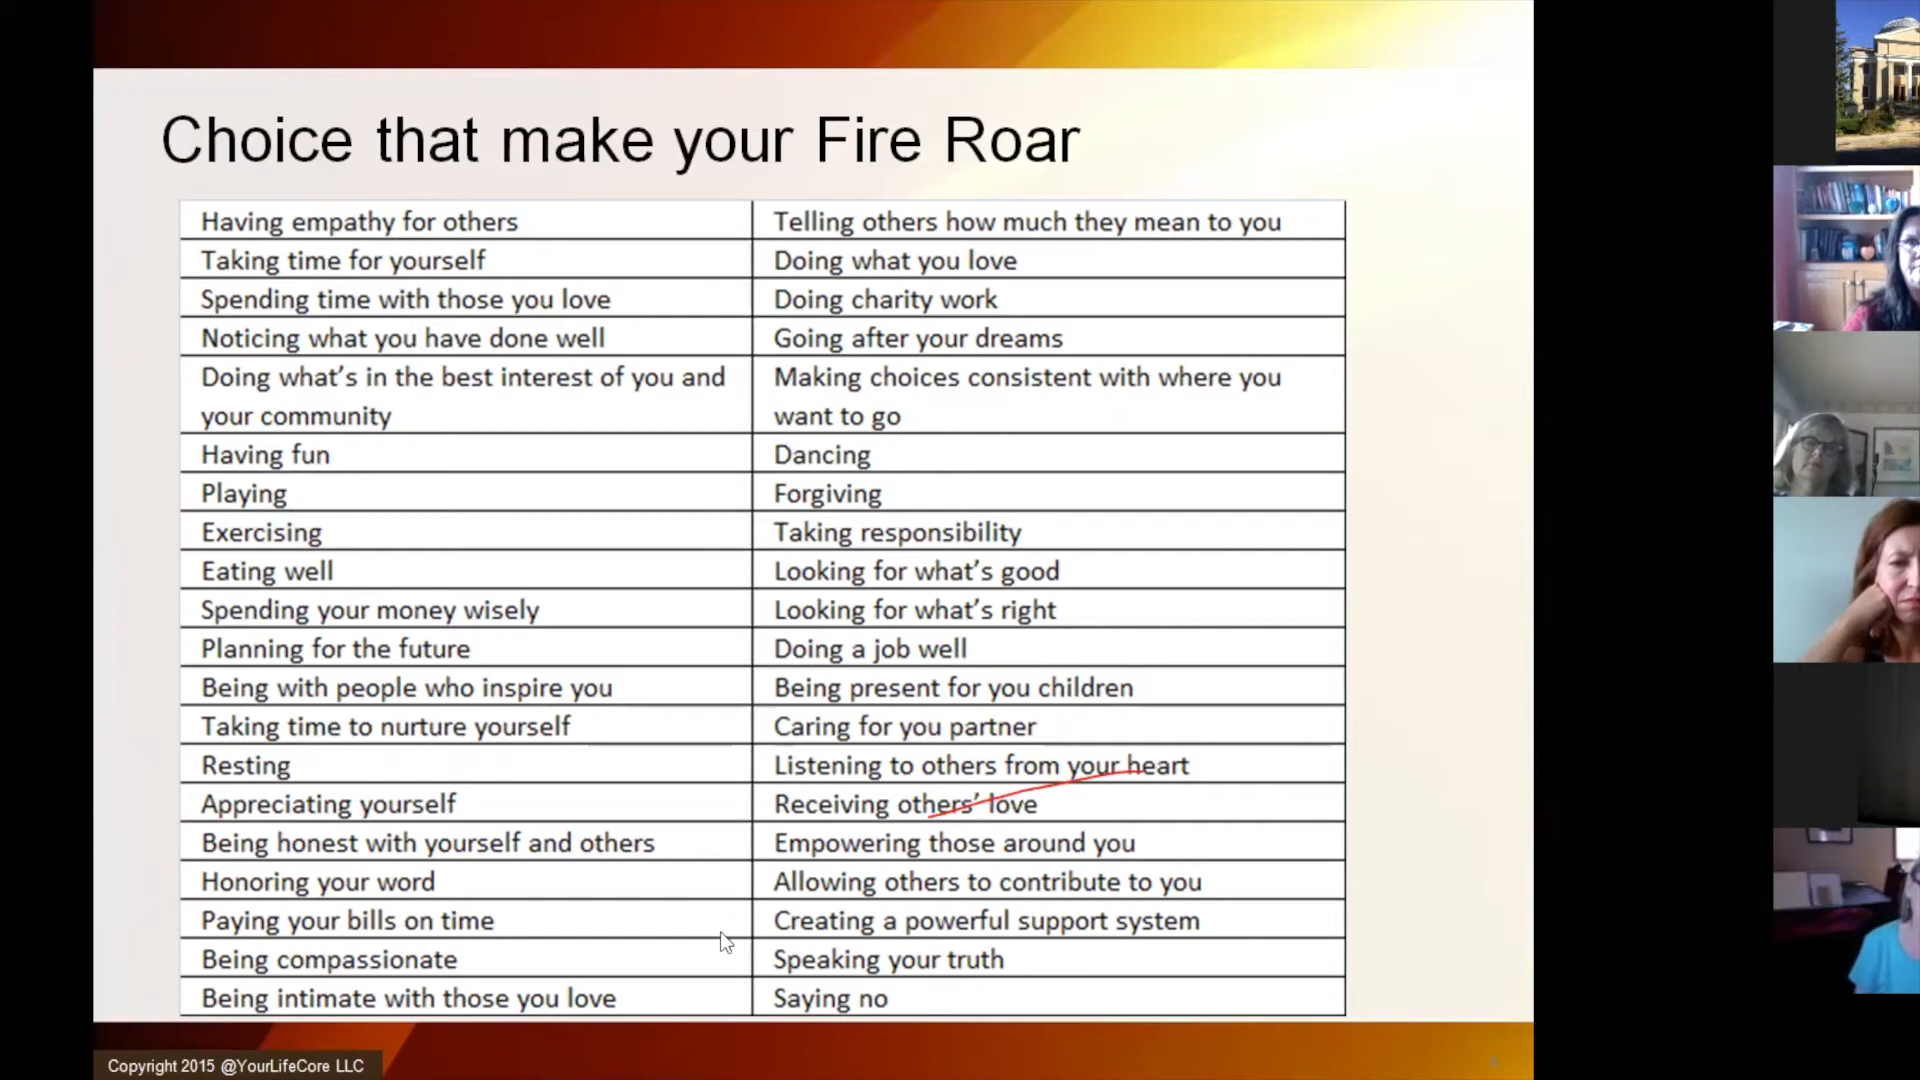 Choice that make your Fire Roar
Having empathy for others
Telling others how much they mean to you
Taking time for yourself
Doing what you love
Spending time with those you love
Doing charity work
Noticing what you have done well
Going after your dreams
Doing what's in the best interest of you and
your community
Making choices consistent with where you
want to go
Having fun
Dancing
Playing
Forgiving
Exercising
Taking responsibility
Eating well
Looking for what's good
Spending your money wisely
Looking for what's right
Planning for the future
Doing a job well
Being with people who inspire you
Being present for you children
Taking time to nurture yourself
Caring for you partner
Resting
Listening to others from your heart
Appreciating yourself
Receiving others' love
Being honest with yourself and others
Empowering those around you
Honoring your word
Allowing others to contribute to you
Paying your bills on time
Creating a powerful support system
Being compassionate
Speaking your truth
Being intimate with those you love
Saying no
Copyright 2015 @YourLifeCore LLC